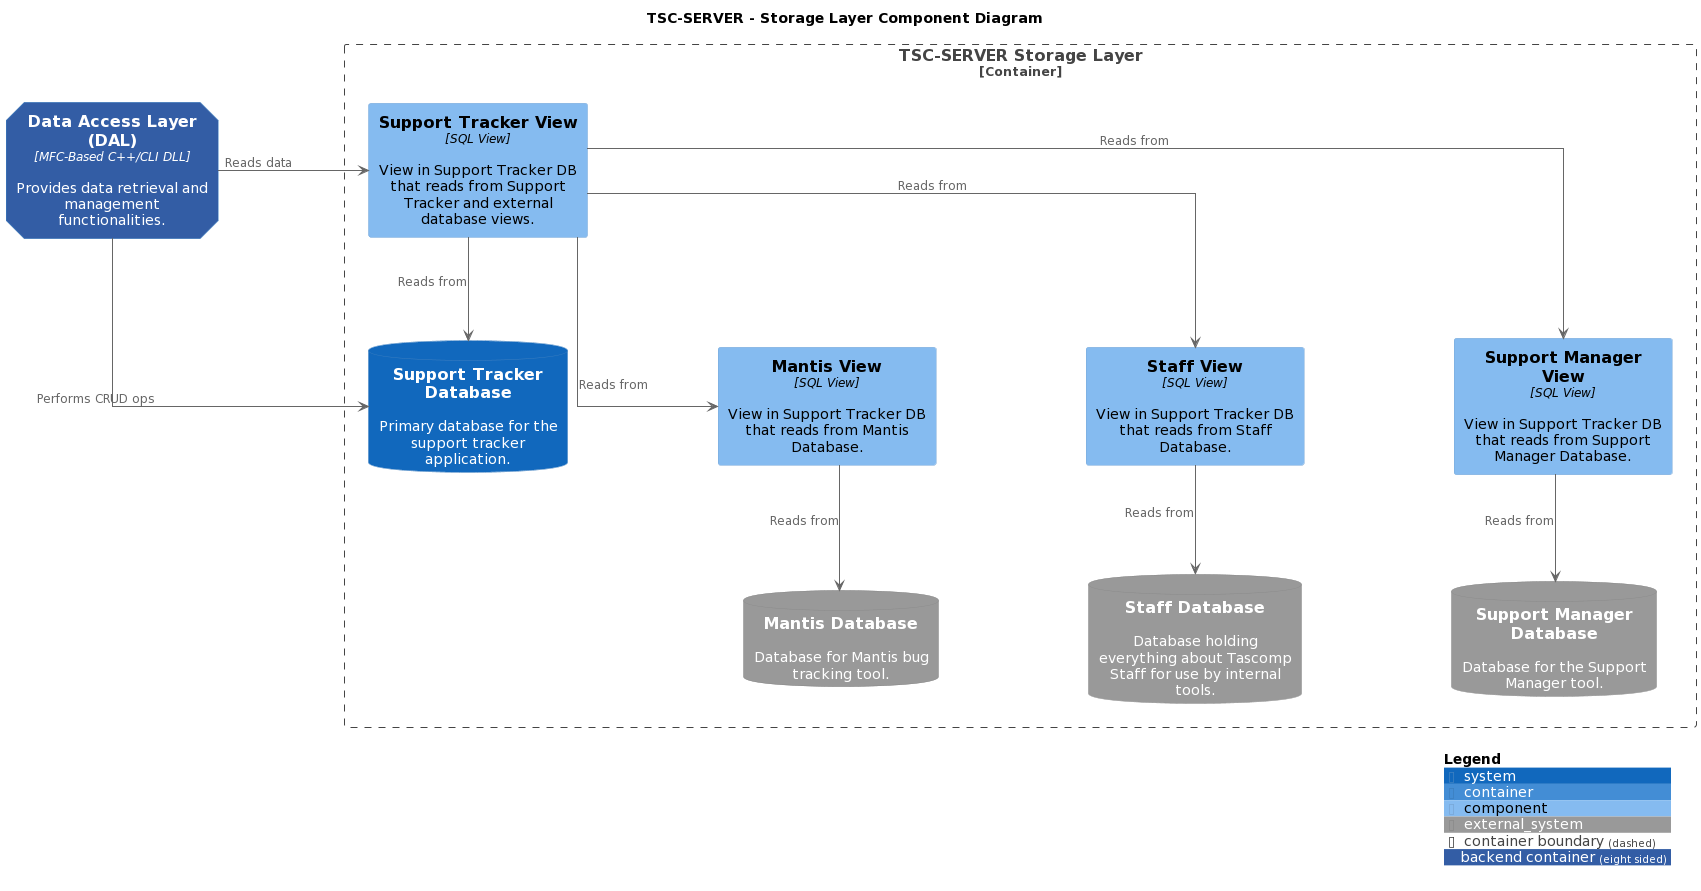 TSC-SERVER - Storage Layer Component Diagram
TSC-SERVER Storage Layer
[Container]
Data Access Layer
(DAL)
[MFC-Based C++/CLI DLL]
Provides data retrieval and
management
functionalities.
Reads data
Support Tracker View
[SQL View]
View in Support Tracker DB
that reads from Support
Tracker and external
database views.
Reads from
Reads from
Reads from
Reads from
Performs CRUD ops
Support Tracker
Database
Primary database for the
support tracker
application.
Mantis View
[SQL View]
View in Support Tracker DB
that reads from Mantis
Database.
Staff View
[SQL View]
View in Support Tracker DB
that reads from Staff
Database.
Support Manager
View
[SQL View]
View in Support Tracker DB
that reads from Support
Manager Database.
Reads from
Reads from
Reads from
Mantis Database
Database for Mantis bug
tracking tool.
Staff Database
Database holding
everything about Tascomp
Staff for use by internal
tools.
Support Manager
Database
Database for the Support
Manager tool.
Legend
system
container
component
external_system
container boundary (dashed)
backend container (eight sided)